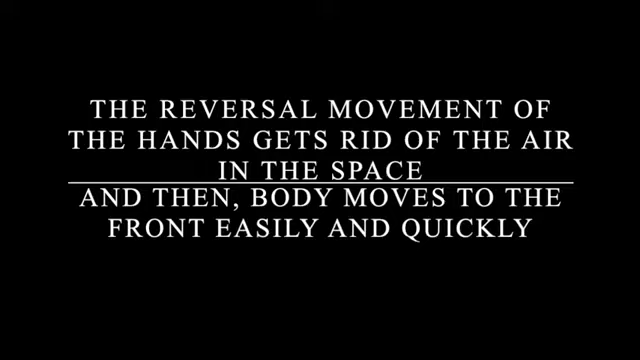 THE REVERSAL MOVEMENT OF
THE HANDS GETS RID OF THE AIR
IN THE SPACE
AND THEN, BODY MOVES TO THE
FRONT EASILY AND QUICKLY